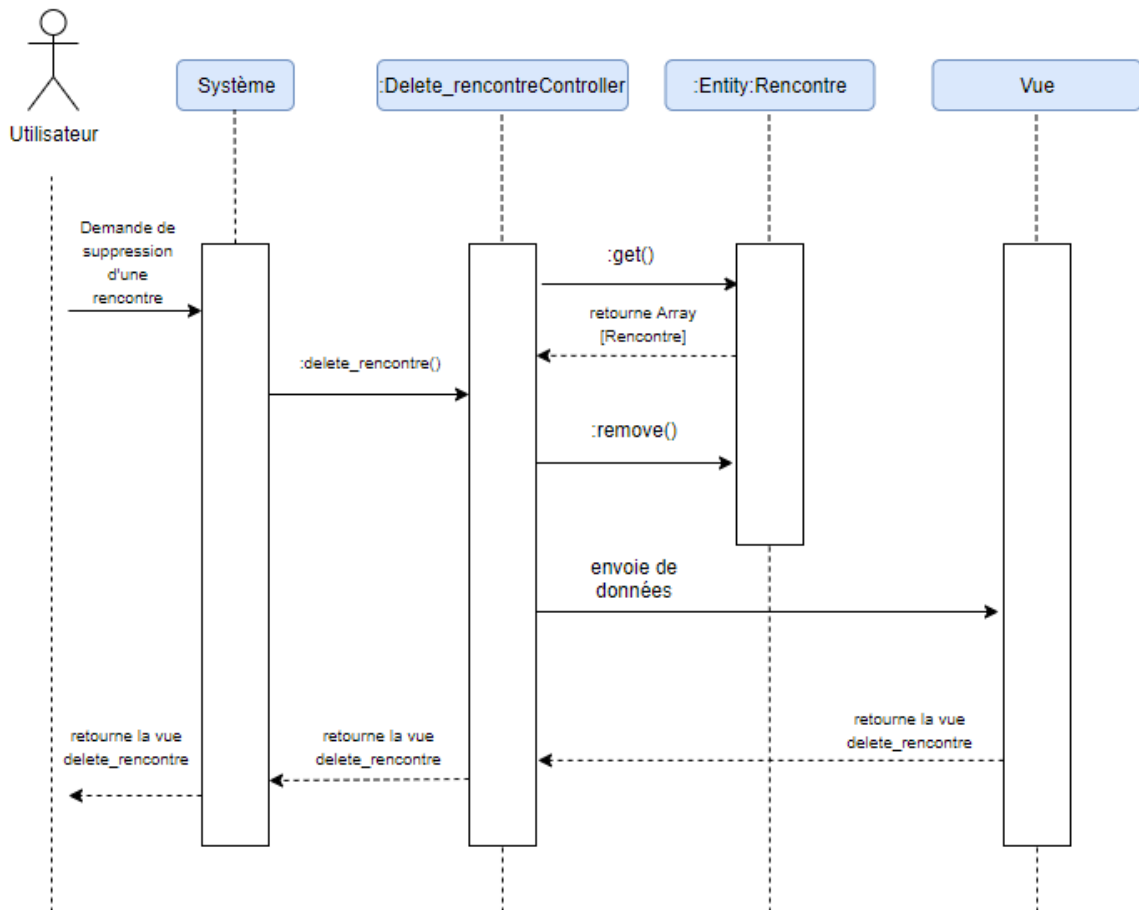 Utilisateur
Système
:Delete_rencontreController
:Entity:Rencontre
Vue
Demande de
suppression
d'une
rencontre
:get()
retourne Array
[Rencontre]
:delete_rencontre()
:remove()
envoie de
données
retourne la vue
delete_rencontre
retourne la vue
delete_rencontre
retourne la vue
delete_rencontre